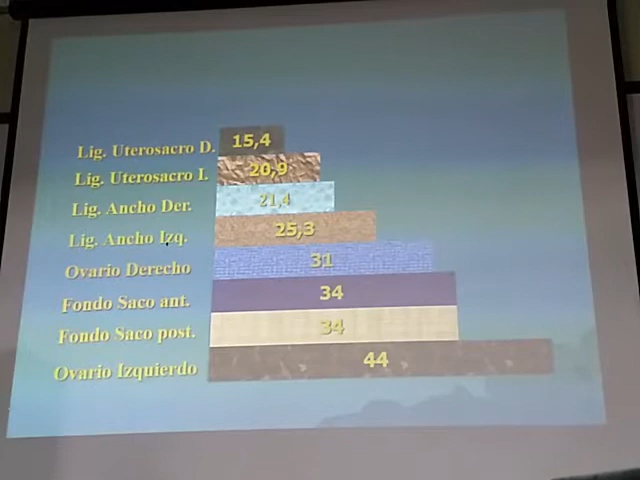 Lig. Uterosacro D. 15,4
Lig. Uterosacro I. 20,9
Lig. Ancho Der. 21,4
Lig. Ancho Izq. 25,3
Ovario Derecho 31
Fondo Saco ant. 34
Fondo Saco post. 34
Ovario Izquierdo 44